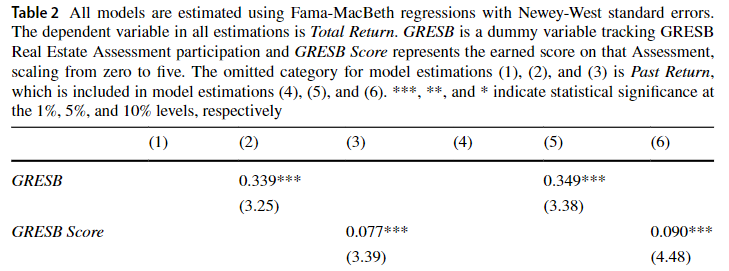 Table 2 All models are estimated using Fama-MacBeth regressions with Newey-West standard errors.
The dependent variable in all estimations is Total Return. GRESB is a dummy variable tracking GRESB
Real Estate Assessment participation and GRESB Score represents the earned score on that Assessment,
scaling from zero to five. The omitted category for model estimations (1), (2), and (3) is Past Return,
which is included in model estimations (4), (5), and (6). ***, **, and * indicate statistical significance at
the 1%, 5%, and 10% levels, respectively
(1) (2) (3) (4) (5) (6)
GRESB 0.339*** 0.349***
(3.25) (3.38)
GRESB Score 0.077*** 0.090***
(3.39) (4.48)